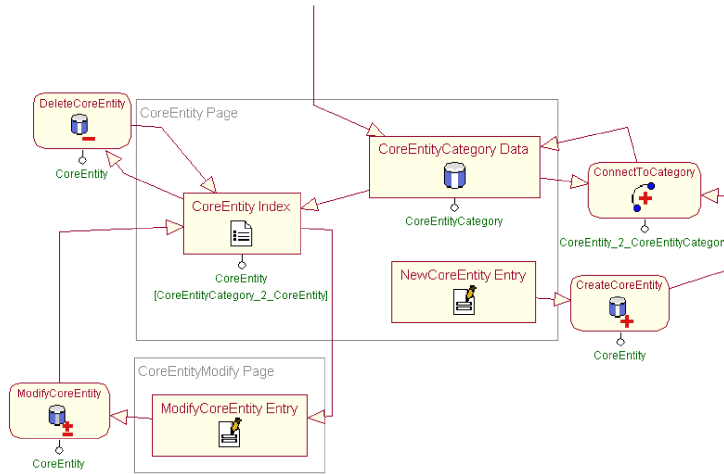 DeleteCoreEntity
CoreEntity
CoreEntity Page
CoreEntityCategory Data
CoreEntityCategory
ConnectToCategory
CoreEntity_2_CoreEntityCategor
CoreEntity Index
CoreEntity
[CoreEntityCategory_2_CoreEntity]
NewCoreEntity Entry
CreateCoreEntity
CoreEntity
CoreEntityModify Page
ModifyCoreEntity Entry
ModifyCoreEntity
CoreEntity